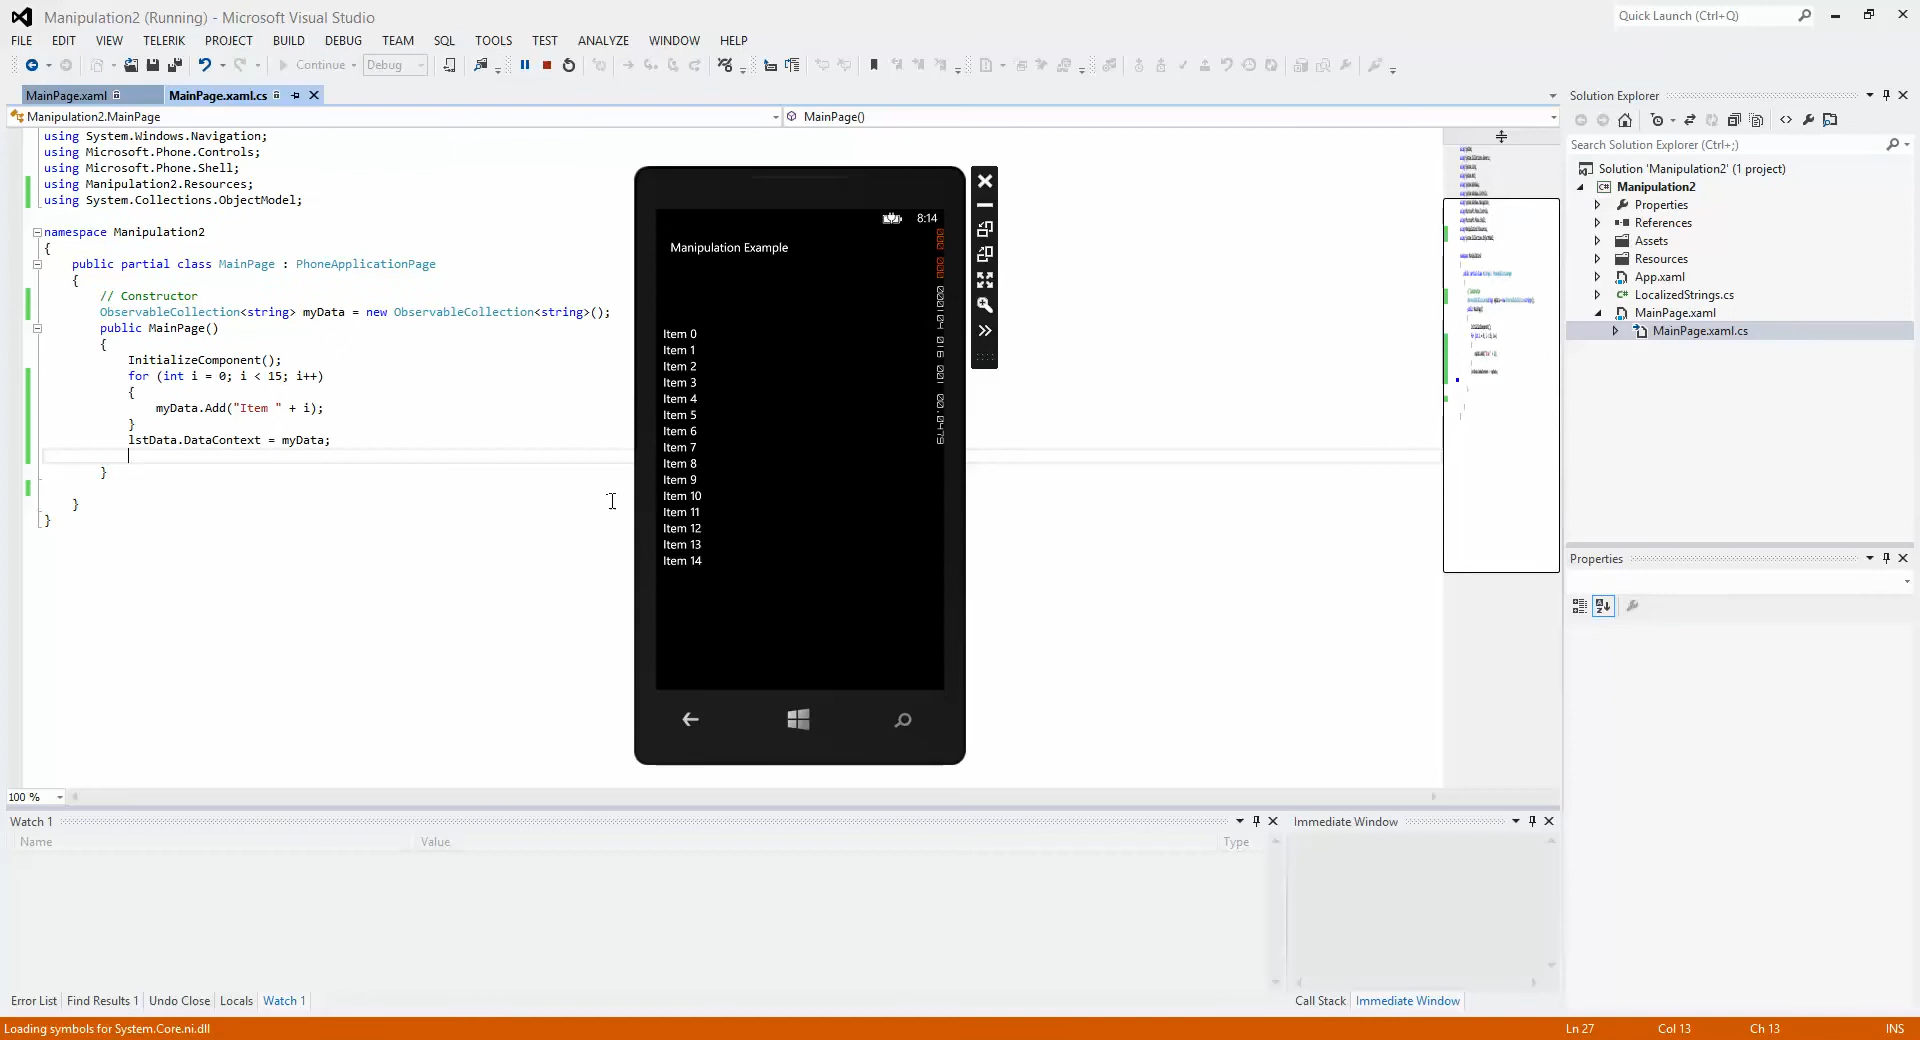 Manipulation2 (Running) - Microsoft Visual Studio
Quick Launch (Ctrl+Q)
FILE EDIT VIEW TELERIK PROJECT BUILD DEBUG TEAM SQL TOOLS TEST ANALYZE WINDOW HELP
Continue Debug
MainPage.xaml MainPage.xaml.cs
Manipulation2.MainPage MainPage()
using System.Windows.Navigation;
using Microsoft.Phone.Controls;
using Microsoft.Phone.Shell;
using Manipulation2.Resources;
using System.Collections.ObjectModel;
namespace Manipulation2
{
public partial class MainPage : PhoneApplicationPage
{
// Constructor
ObservableCollection<string> myData = new ObservableCollection<string>();
public MainPage()
{
InitializeComponent();
for (int i = 0; i < 15; i++)
{
myData.Add("Item " + i);
}
lstData.DataContext = myData;
}
}
}
8:14
Manipulation Example
Item 0
Item 1
Item 2
Item 3
Item 4
Item 5
Item 6
Item 7
Item 8
Item 9
Item 10
Item 11
Item 12
Item 13
Item 14
Solution Explorer
Search Solution Explorer (Ctrl+;)
Solution 'Manipulation2' (1 project)
Manipulation2
Properties
References
Assets
Resources
App.xaml
LocalizedStrings.cs
MainPage.xaml
MainPage.xaml.cs
Properties
100 %
Watch 1
Name Value Type
Immediate Window
Error List Find Results 1 Undo Close Locals Watch 1
Call Stack Immediate Window
Loading symbols for System.Core.ni.dll
Ln 27 Col 13 Ch 13 INS